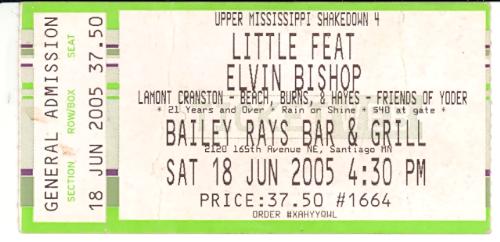 GENERAL ADMISSION
SECTION ROW/BOX SEAT
18 JUN 2005 37.50
UPPER MISSISSIPPI SHAKEDOWN 4
LITTLE FEAT
ELVIN BISHOP
LAMONT CRANSTON - BEACH, BURNS, & HAYES - FRIENDS OF YODER
* 21 Years and Over * Rain or Shine * $40 at gate *
BAILEY RAYS BAR & GRILL
2120 165th Avenue NE, Santiago MN
SAT 18 JUN 2005 4:30 PM
PRICE: 37.50 #1664
ORDER #XAHYYQWL